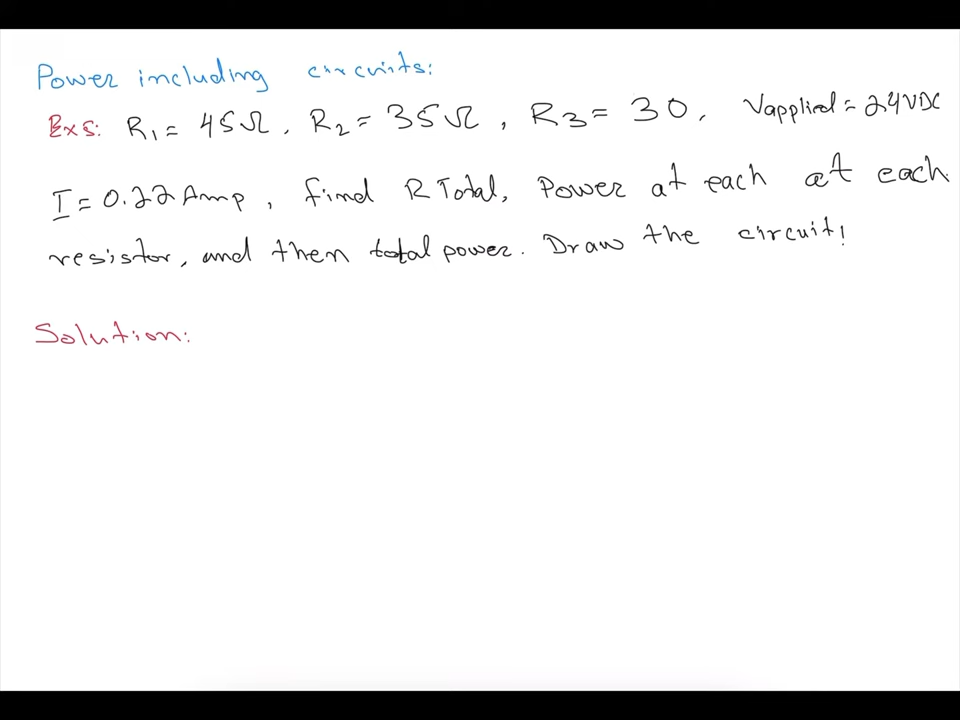 Power including circuits:
Exs: R1 = 45Ω, R2 = 35Ω, R3 = 30, Vapplied = 24VDC
I = 0.22 Amp, find R Total, Power at each at each
resistor, and then total power. Draw the circuit!
Solution: